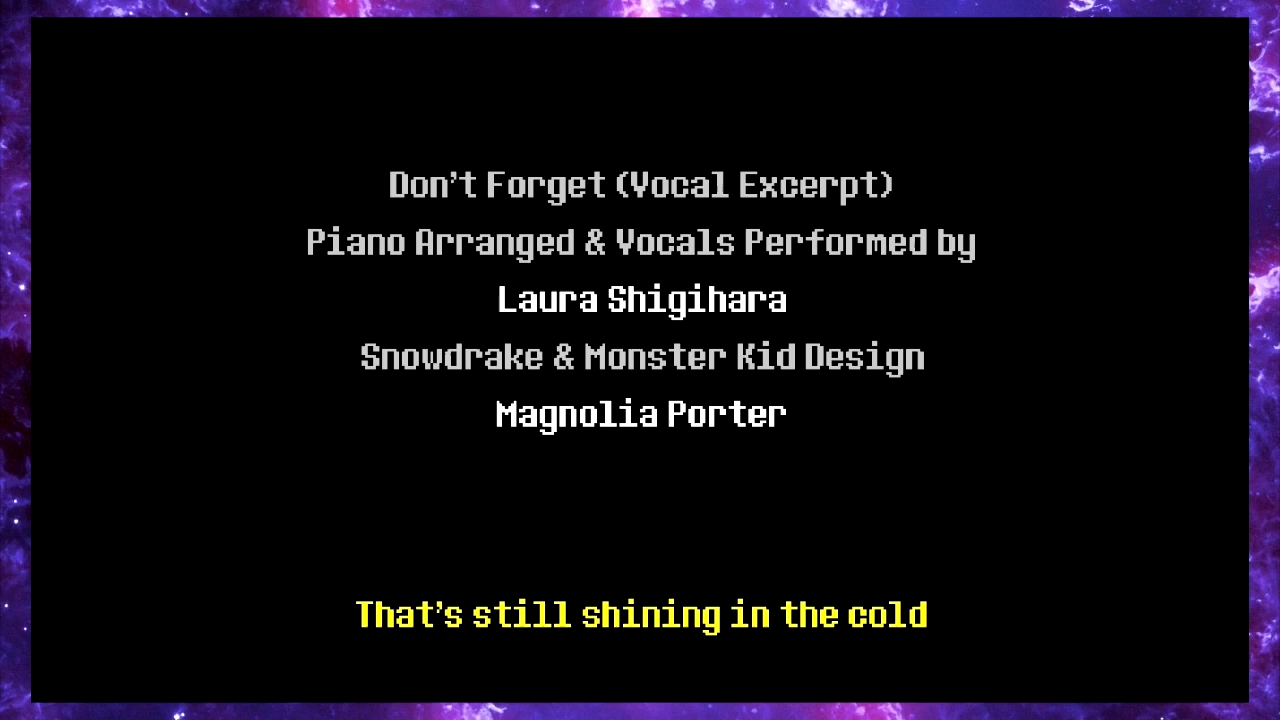 Don't Forget (Vocal Excerpt)
Piano Arranged & Vocals Performed by
Laura Shigihara
Snowdrake & Monster Kid Design
Magnolia Porter
That's still shining in the cold